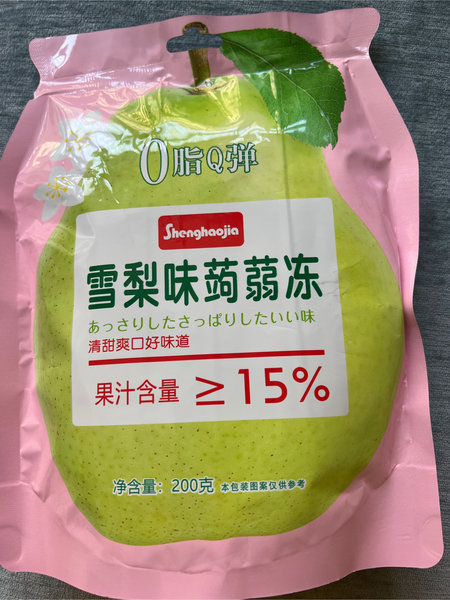 0脂Q弹
Shenghaojia
雪梨味蒟蒻冻
あっさりしたさっぱりしたいい味
清甜爽口好味道
果汁含量 ≥15%
净含量：200克 本包装图案仅供参考